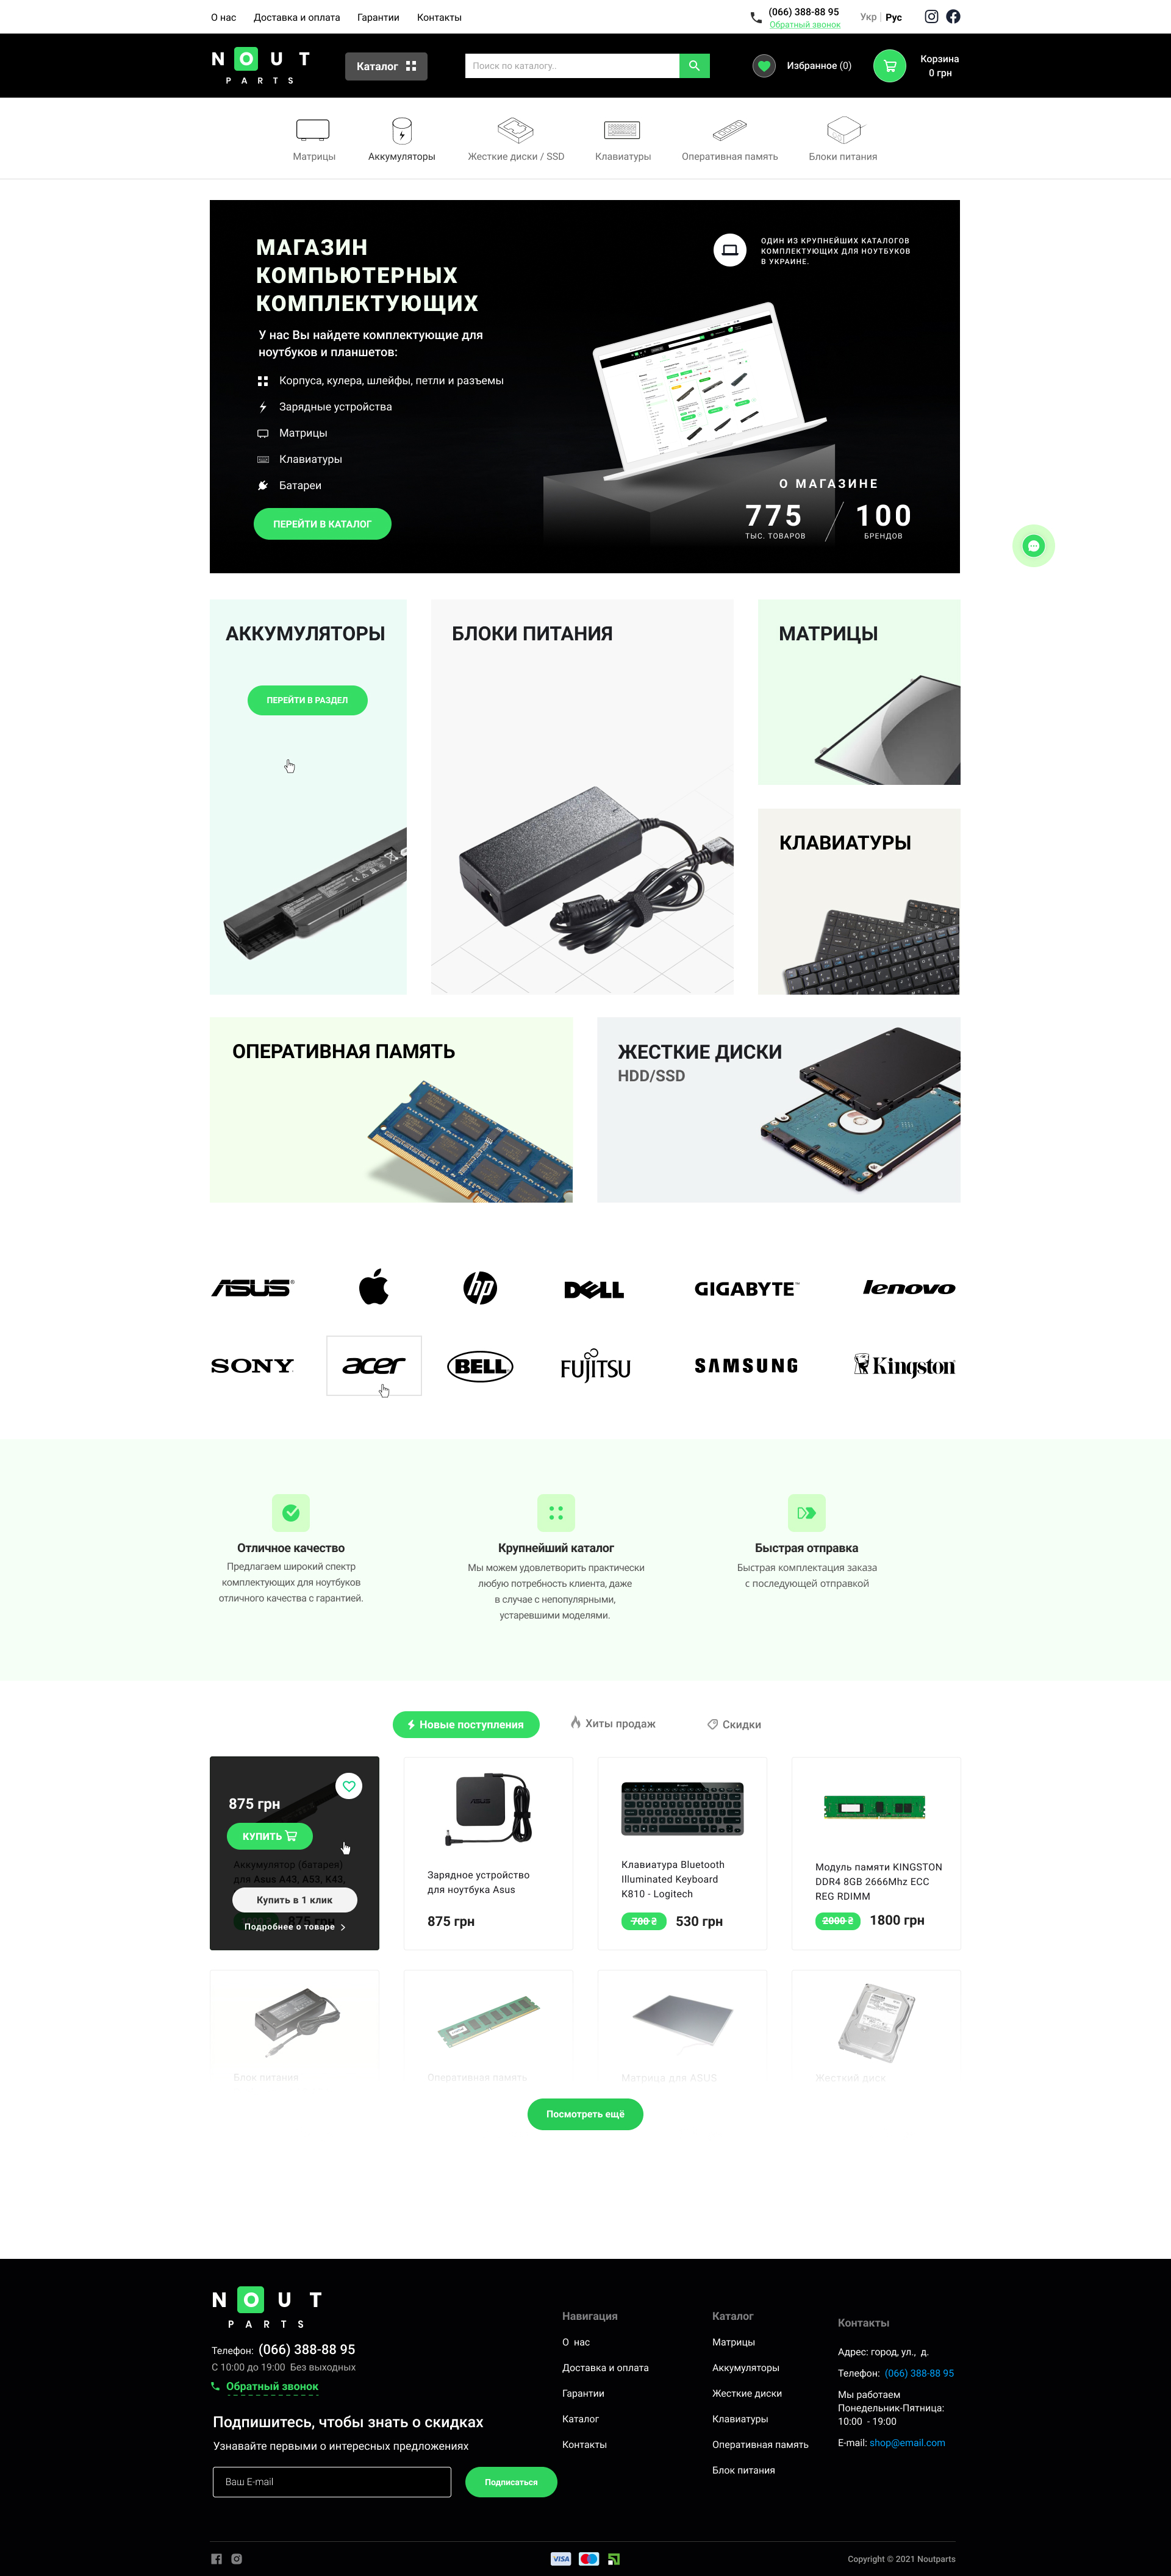 О нас Доставка и оплата Гарантии Контакты
(066) 388-88 95
Обратный звонок
Укр | Рус
NOUT
PARTS
Каталог
Поиск по каталогу..
Избранное (0)
Корзина
0 грн
Матрицы
Аккумуляторы
Жесткие диски / SSD
Клавиатуры
Оперативная память
Блоки питания
МАГАЗИН
КОМПЬЮТЕРНЫХ
КОМПЛЕКТУЮЩИХ
У нас Вы найдете комплектующие для
ноутбуков и планшетов:
Корпуса, кулера, шлейфы, петли и разъемы
Зарядные устройства
Матрицы
Клавиатуры
Батареи
ПЕРЕЙТИ В КАТАЛОГ
ОДИН ИЗ КРУПНЕЙШИХ КАТАЛОГОВ
КОМПЛЕКТУЮЩИХ ДЛЯ НОУТБУКОВ
В УКРАИНЕ.
О МАГАЗИНЕ
775
ТЫС. ТОВАРОВ
100
БРЕНДОВ
АККУМУЛЯТОРЫ
ПЕРЕЙТИ В РАЗДЕЛ
БЛОКИ ПИТАНИЯ
МАТРИЦЫ
КЛАВИАТУРЫ
ОПЕРАТИВНАЯ ПАМЯТЬ
ЖЕСТКИЕ ДИСКИ
HDD/SSD
ASUS
hp
DELL
GIGABYTE™
lenovo
SONY
acer
BELL
FUJITSU
SAMSUNG
Kingston
Отличное качество
Предлагаем широкий спектр
комплектующих для ноутбуков
отличного качества с гарантией.
Крупнейший каталог
Мы можем удовлетворить практически
любую потребность клиента, даже
в случае с непопулярными,
устаревшими моделями.
Быстрая отправка
Быстрая комплектация заказа
с последующей отправкой
Новые поступления
Хиты продаж
Скидки
875 грн
КУПИТЬ
Аккумулятор (батарея)
для Asus A43, A53, K43,
Купить в 1 клик
875 грн
Подробнее о товаре >
ASUS
Зарядное устройство
для ноутбука Asus
875 грн
Клавиатура Bluetooth
Illuminated Keyboard
K810 - Logitech
700 ₴ 530 грн
Модуль памяти KINGSTON
DDR4 8GB 2666Mhz ECC
REG RDIMM
2000 ₴ 1800 грн
Блок питания
Оперативная память
Матрица для ASUS
Жесткий диск
Посмотреть ещё
NOUT
PARTS
Телефон: (066) 388-88 95
С 10:00 до 19:00 Без выходных
Обратный звонок
Подпишитесь, чтобы знать о скидках
Узнавайте первыми о интересных предложениях
Ваш E-mail
Подписаться
Навигация
О нас
Доставка и оплата
Гарантии
Каталог
Контакты
Каталог
Матрицы
Аккумуляторы
Жесткие диски
Клавиатуры
Оперативная память
Блок питания
Контакты
Адрес: город, ул., д.
Телефон: (066) 388-88 95
Мы работаем
Понедельник-Пятница:
10:00 - 19:00
E-mail: shop@email.com
VISA
Copyright © 2021 Noutparts